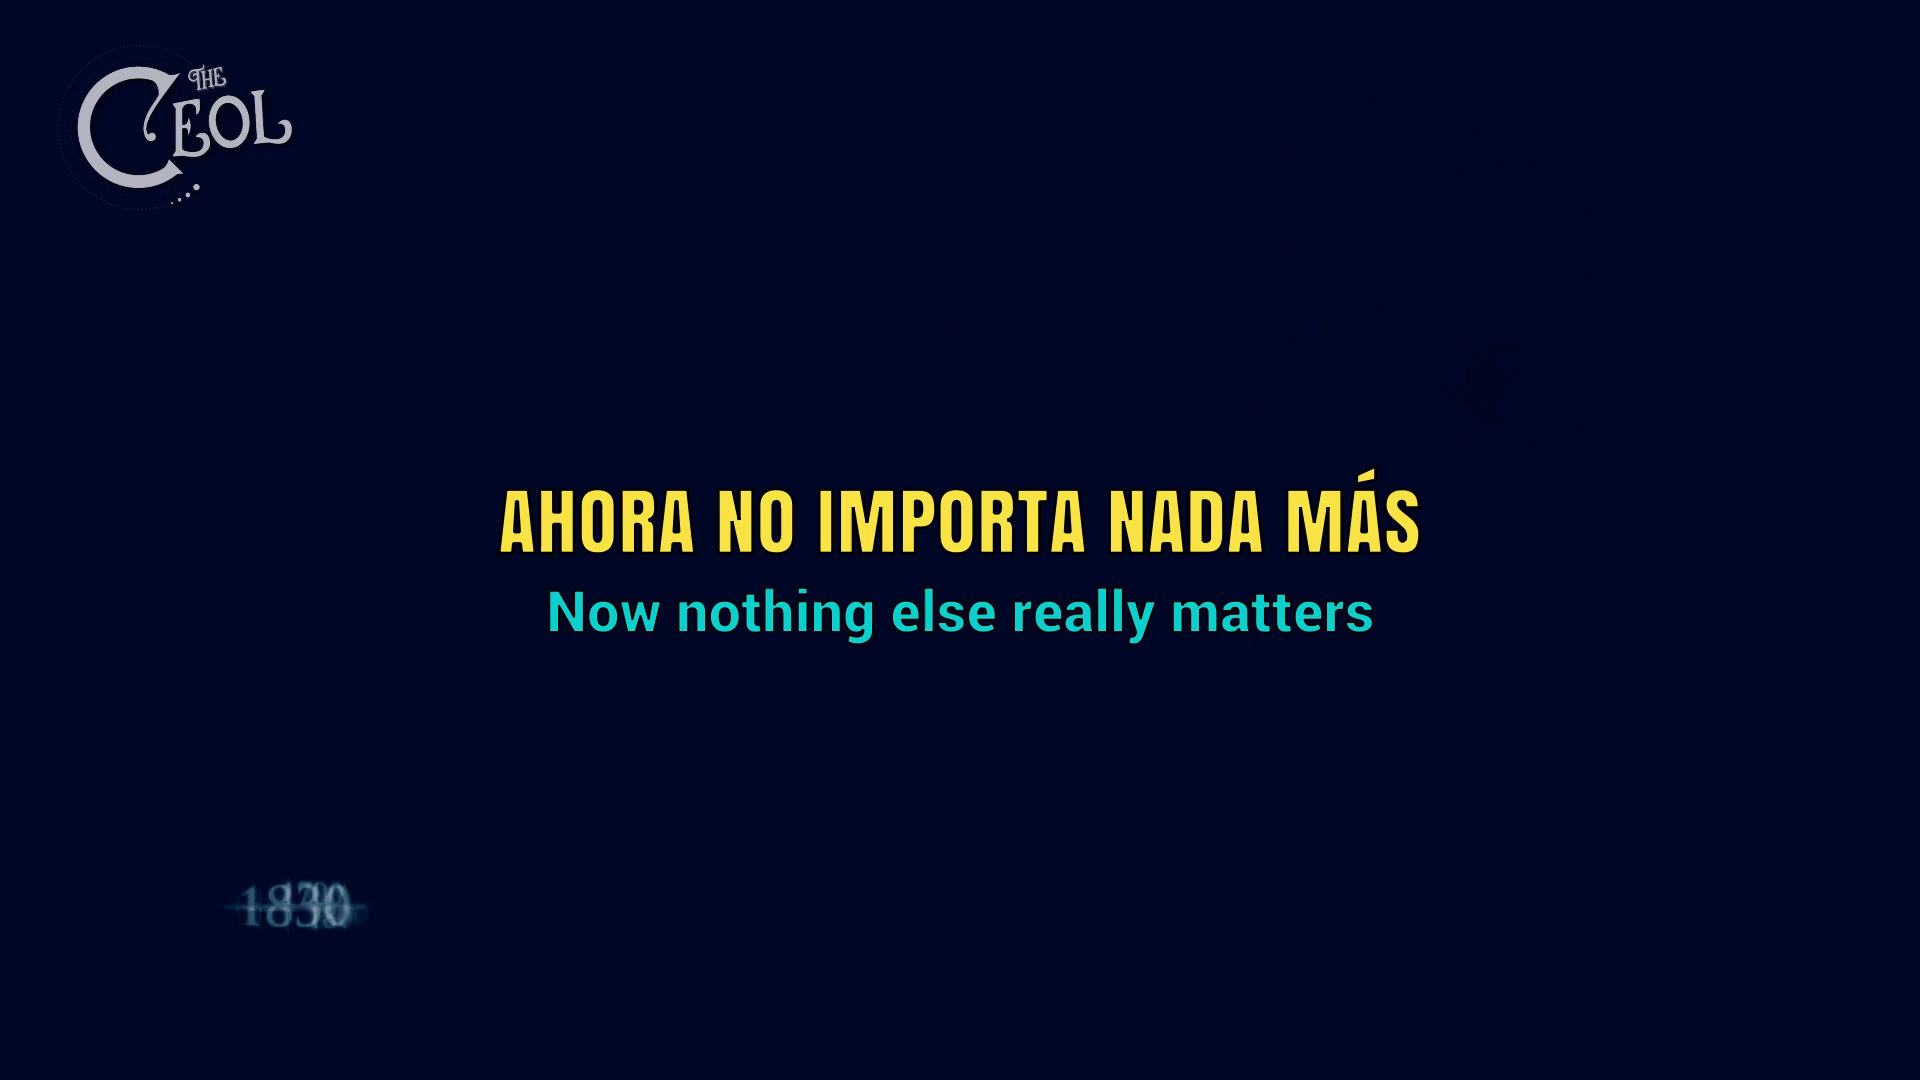 THE
CEOL
AHORA NO IMPORTA NADA MÁS
Now nothing else really matters